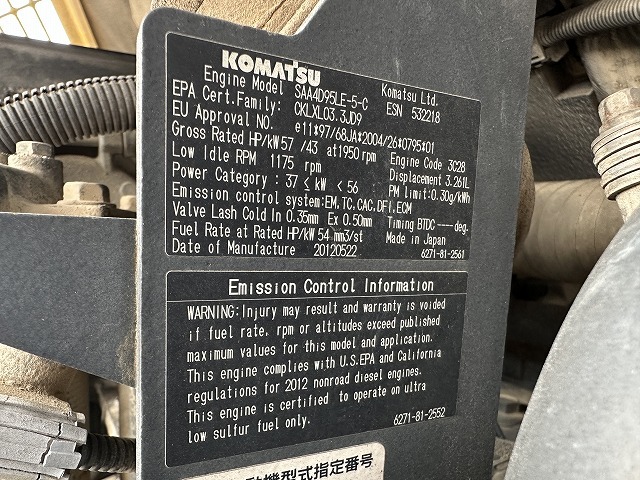 KOMATSU
Engine Model SAA4D95LE-5-C Komatsu Ltd.
EPA Cert.Family: CKLXL03.3JD9 ESN 532218
EU Approval NO. e11*97/68JA*2004/26*0795*01
Gross Rated HP/kW 57 /43 at 1950 rpm Engine Code 3C28
Low Idle RPM 1175 rpm Displacement 3.261L
Power Category : 37 ≤ kW < 56 PM limit:0.30g/kWh
Emission control system:EM,TC,CAC,DFI,ECM
Valve Lash Cold In 0.35mm Ex 0.50mm Timing BTDC ----deg.
Fuel Rate at Rated HP/kW 54 mm3/st Made in Japan
Date of Manufacture 20120522 6271-81-2561
Emission Control Information
WARNING:Injury may result and warranty is voided
if fuel rate, rpm or altitudes exceed published
maximum values for this model and application.
This engine complies with U.S.EPA and California
regulations for 2012 nonroad diesel engines.
This engine is certified to operate on ultra
low sulfur fuel only. 6271-81-2552
機型式指定番号